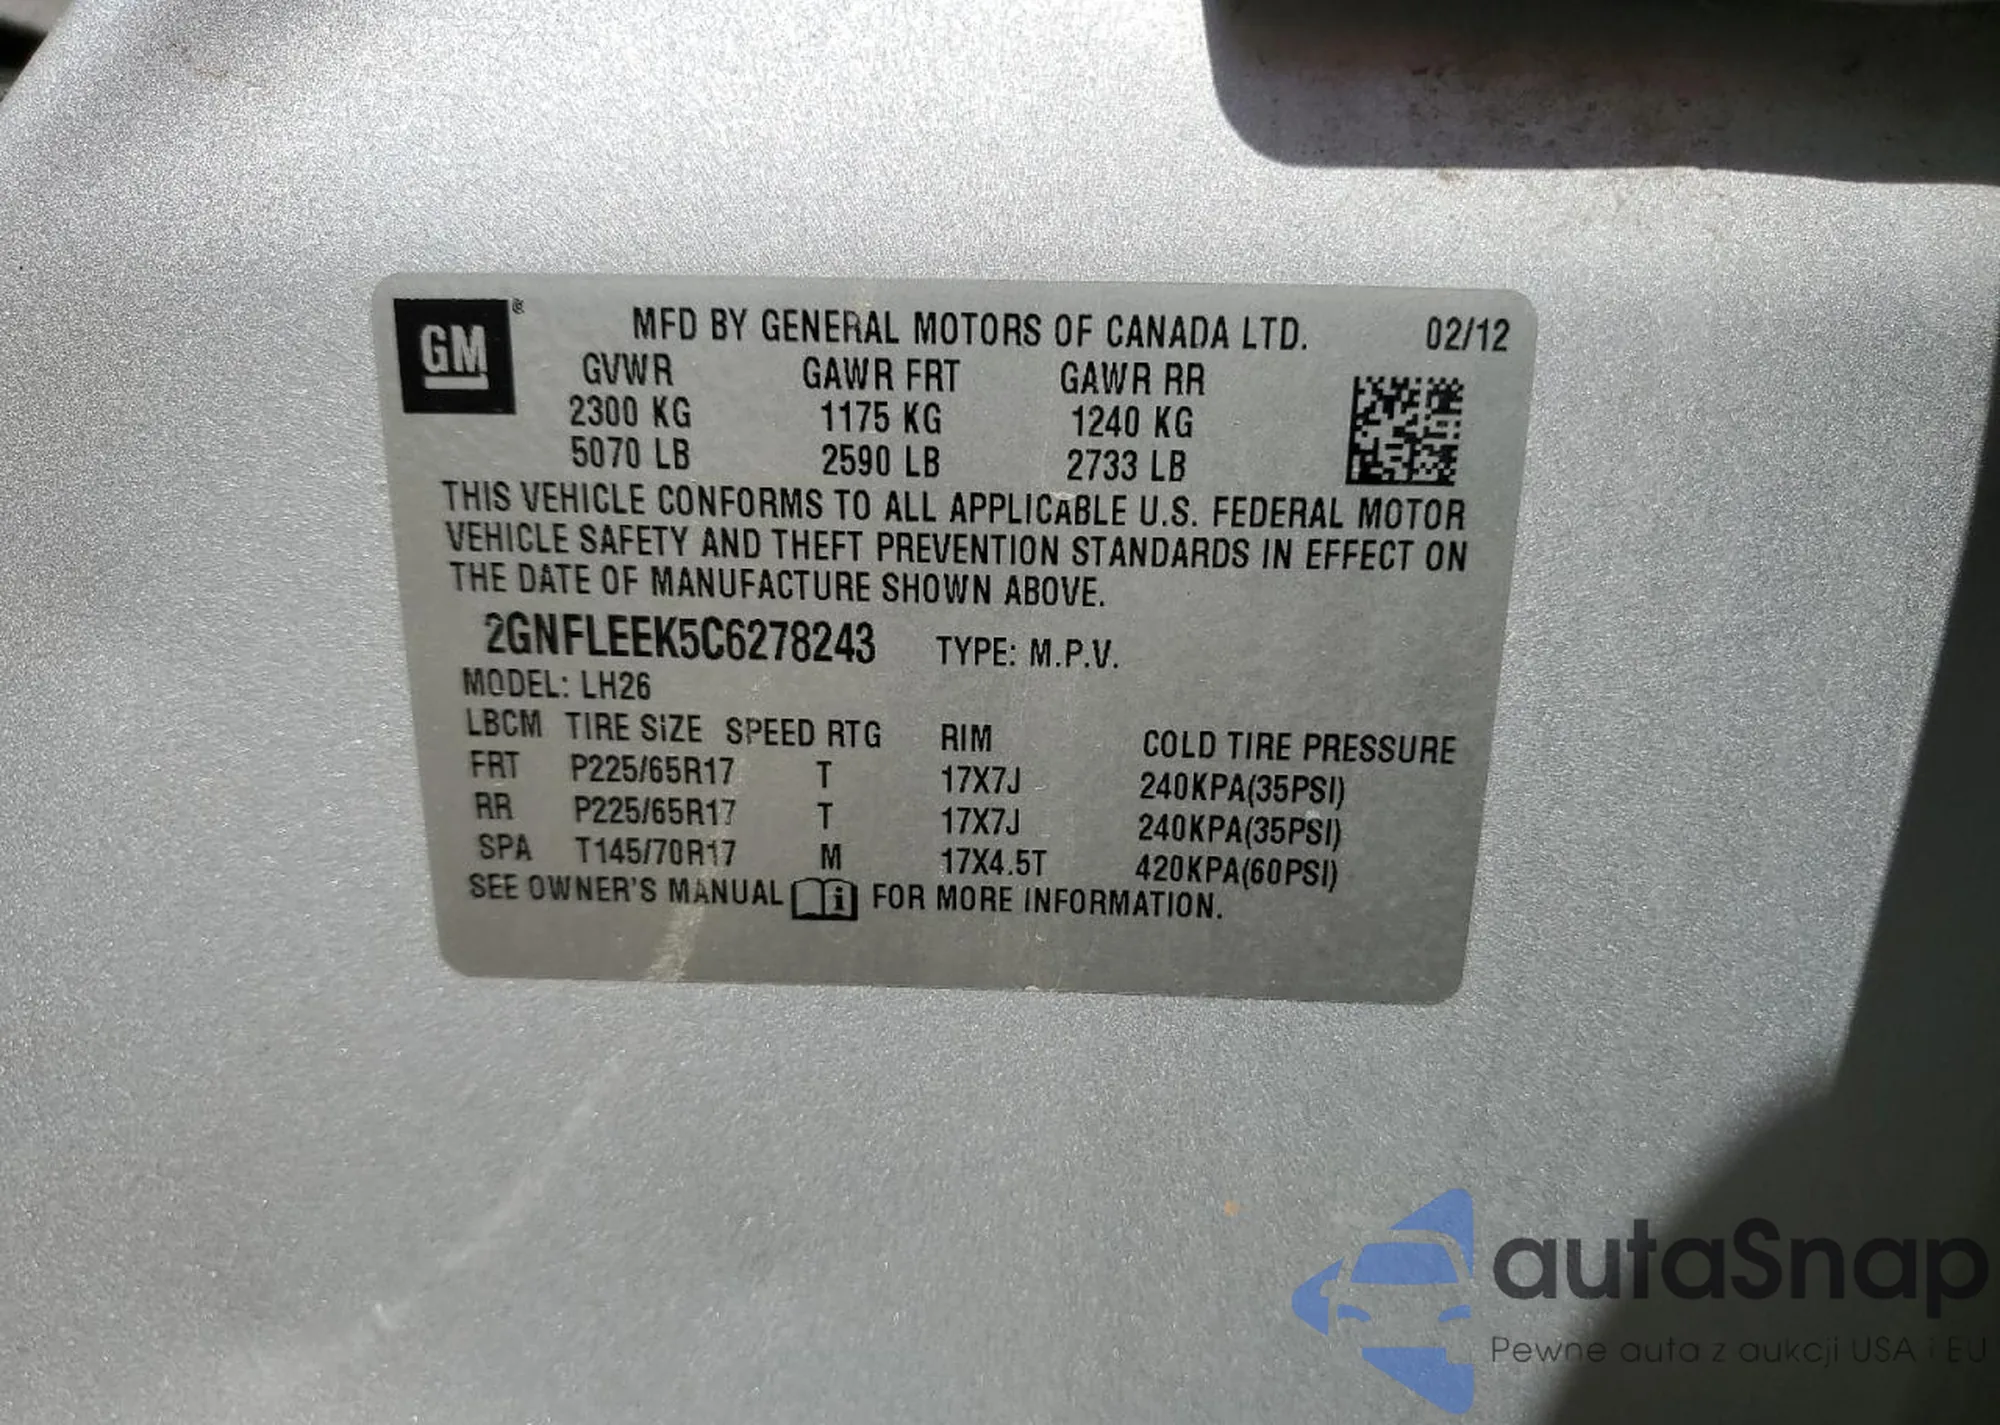 GM ®
MFD BY GENERAL MOTORS OF CANADA LTD. 02/12
GVWR GAWR FRT GAWR RR
2300 KG 1175 KG 1240 KG
5070 LB 2590 LB 2733 LB
THIS VEHICLE CONFORMS TO ALL APPLICABLE U.S. FEDERAL MOTOR
VEHICLE SAFETY AND THEFT PREVENTION STANDARDS IN EFFECT ON
THE DATE OF MANUFACTURE SHOWN ABOVE.
2GNFLEEK5C6278243 TYPE: M.P.V.
MODEL: LH26
LBCM TIRE SIZE SPEED RTG RIM COLD TIRE PRESSURE
FRT P225/65R17 T 17X7J 240KPA(35PSI)
RR P225/65R17 T 17X7J 240KPA(35PSI)
SPA T145/70R17 M 17X4.5T 420KPA(60PSI)
SEE OWNER'S MANUAL i FOR MORE INFORMATION.
autaSnap
Pewne auta z aukcji USA i EU